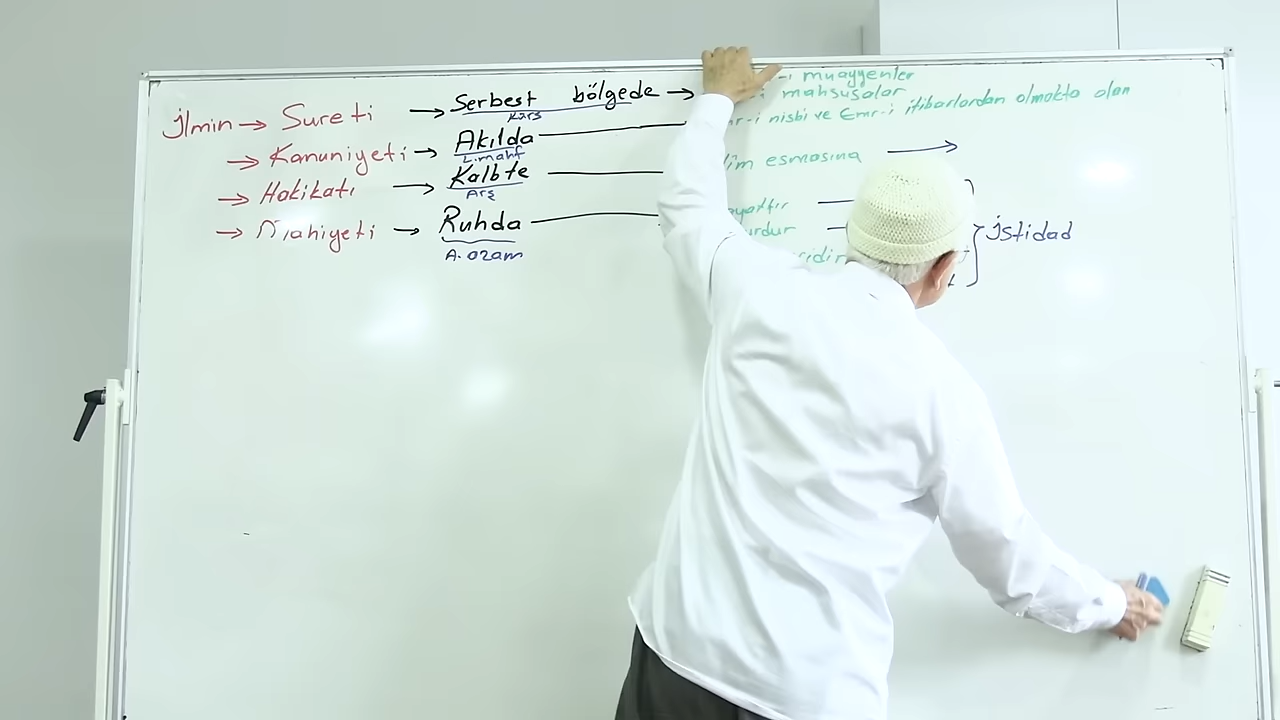 İlmin → Sureti → Serbest bölgede → muayyenler
Kürs mahsusalar
nisbi ve Emr-i itibarlardan olmakta olan
→ Kanuniyeti → Akılda
L.mahf esmasına →
→ Hakikatı → Kalbte
Arş
→ Mahiyeti → Ruhda
A. azam
İstidad